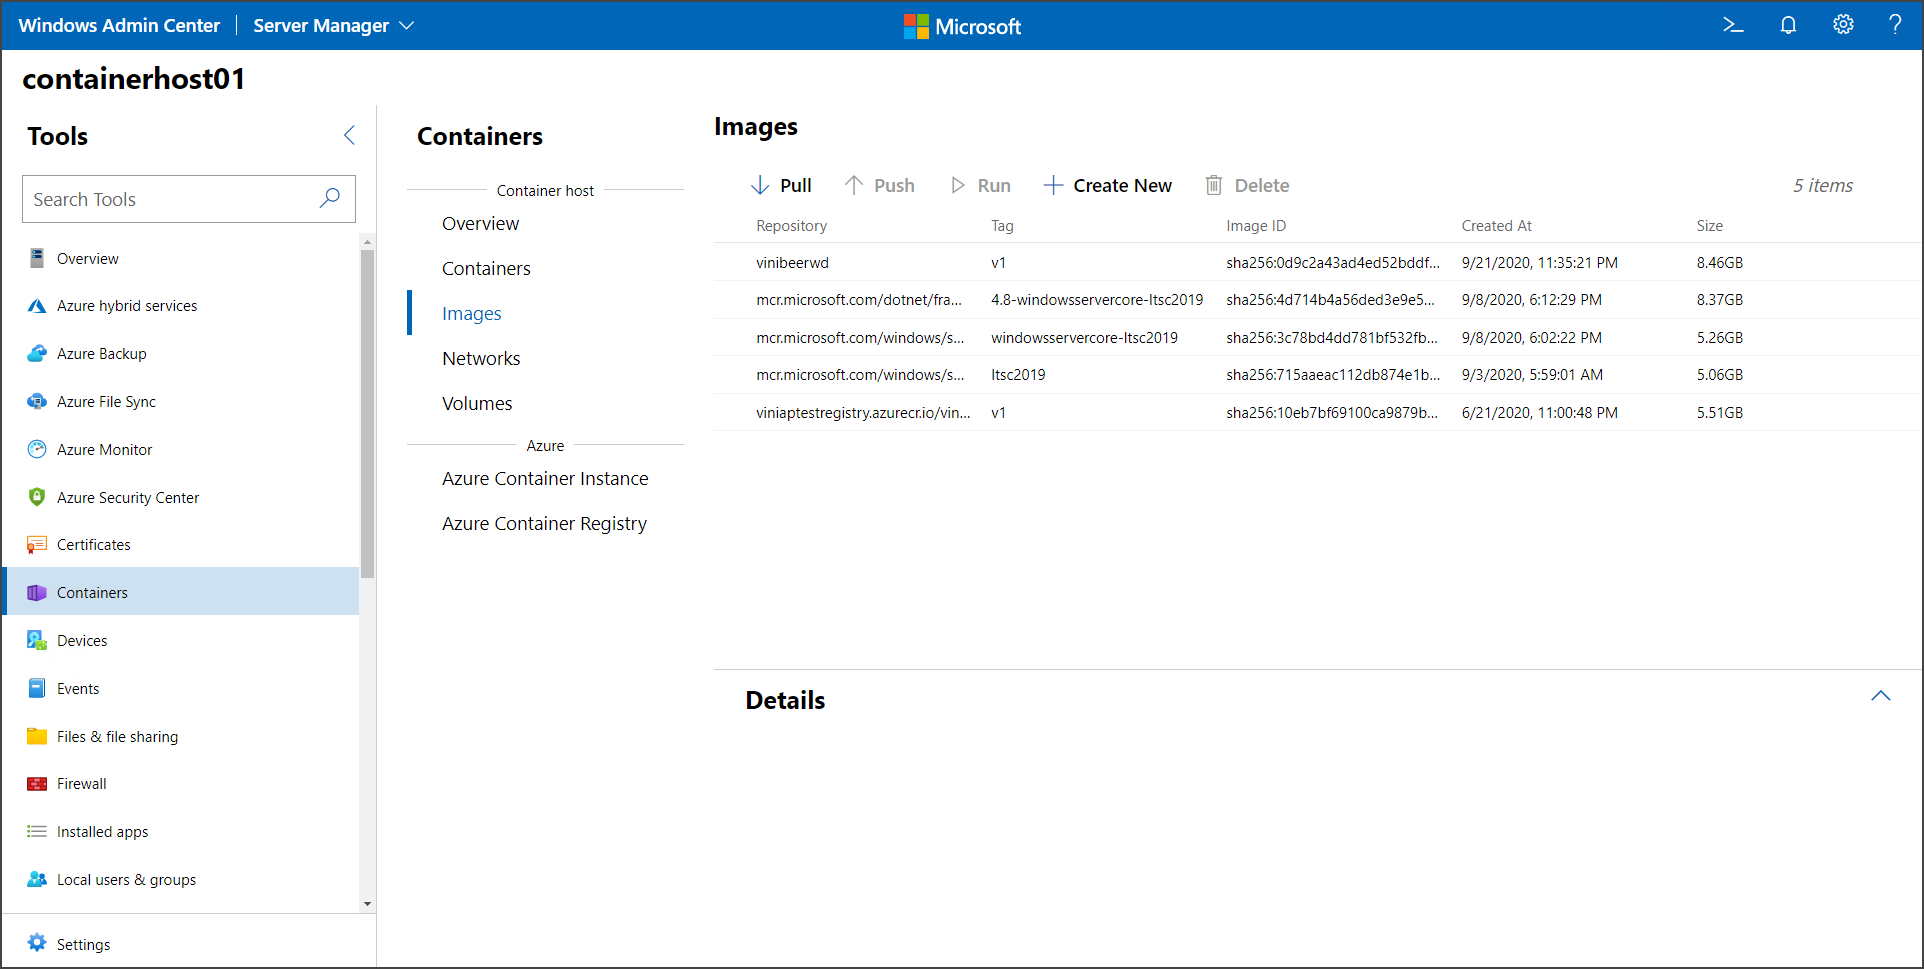 Windows Admin Center | Server Manager
Microsoft
containerhost01
Tools
Search Tools
Overview
Azure hybrid services
Azure Backup
Azure File Sync
Azure Monitor
Azure Security Center
Certificates
Containers
Devices
Events
Files & file sharing
Firewall
Installed apps
Local users & groups
Settings
Containers
Container host
Overview
Containers
Images
Networks
Volumes
Azure
Azure Container Instance
Azure Container Registry
Images
Pull Push Run Create New Delete 5 items
Repository Tag Image ID Created At Size
vinibeerwd v1 sha256:0d9c2a43ad4ed52bddf... 9/21/2020, 11:35:21 PM 8.46GB
mcr.microsoft.com/dotnet/fra... 4.8-windowsservercore-ltsc2019 sha256:4d714b4a56ded3e9e5... 9/8/2020, 6:12:29 PM 8.37GB
mcr.microsoft.com/windows/s... windowsservercore-ltsc2019 sha256:3c78bd4dd781bf532fb... 9/8/2020, 6:02:22 PM 5.26GB
mcr.microsoft.com/windows/s... ltsc2019 sha256:715aaeac112db874e1b... 9/3/2020, 5:59:01 AM 5.06GB
viniaptestregistry.azurecr.io/vin... v1 sha256:10eb7bf69100ca9879b... 6/21/2020, 11:00:48 PM 5.51GB
Details